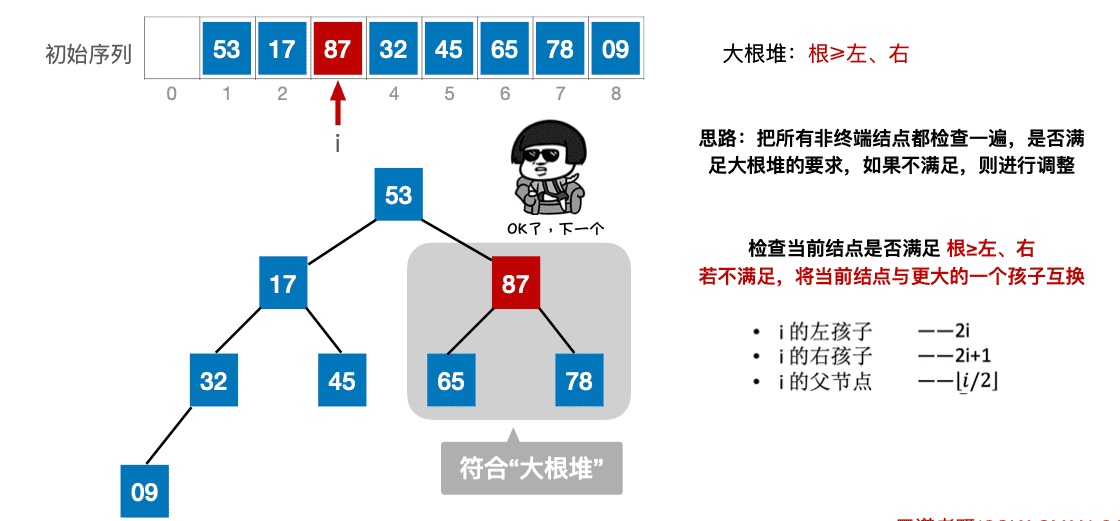 初始序列 53 17 87 32 45 65 78 09
0 1 2 4 5 6 7 8
i
大根堆：根≥左、右
思路：把所有非终端结点都检查一遍，是否满
足大根堆的要求，如果不满足，则进行调整
53
OK了，下一个
17 87
32 45 65 78
09
符合“大根堆”
检查当前结点是否满足 根≥左、右
若不满足，将当前结点与更大的一个孩子互换
• i 的左孩子 ——2i
• i 的右孩子 ——2i+1
• i 的父节点 ——⌊i/2⌋